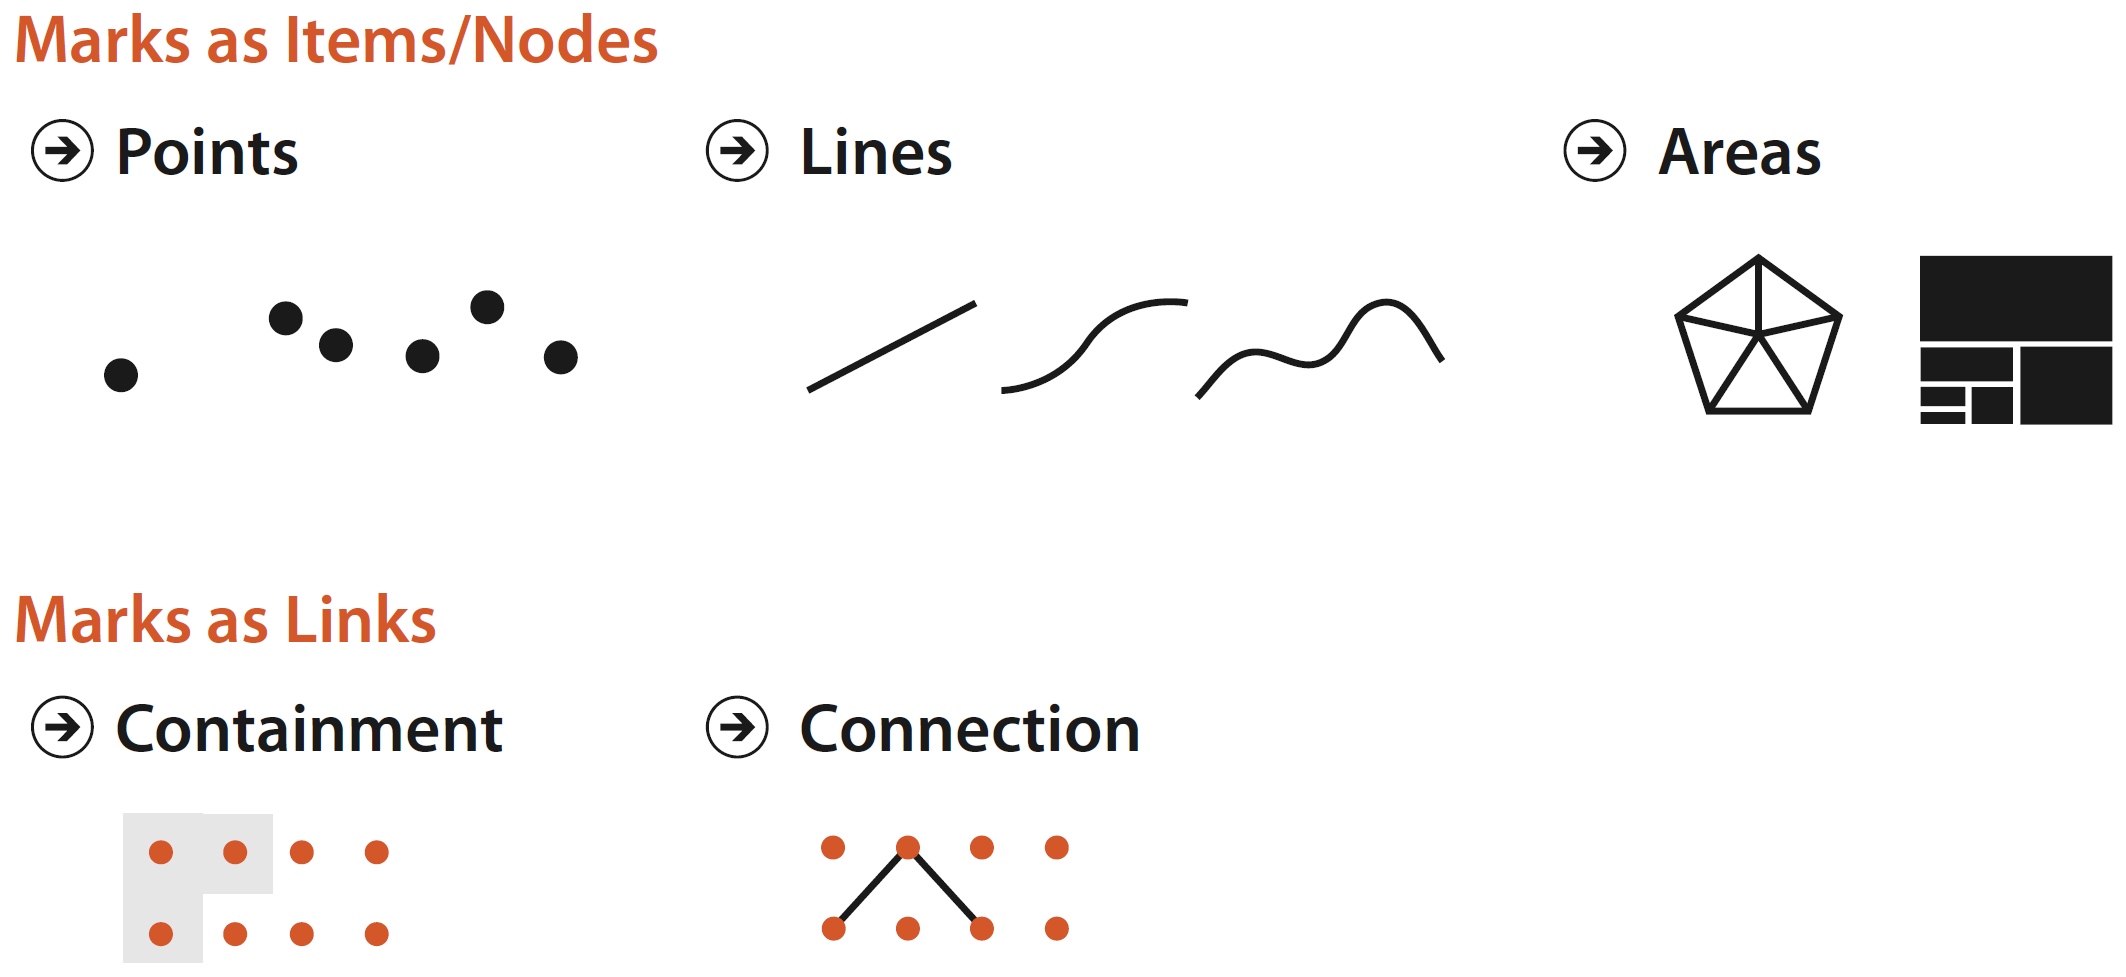 Marks as Items/Nodes
Points
Lines
Areas
Marks as Links
Containment
Connection